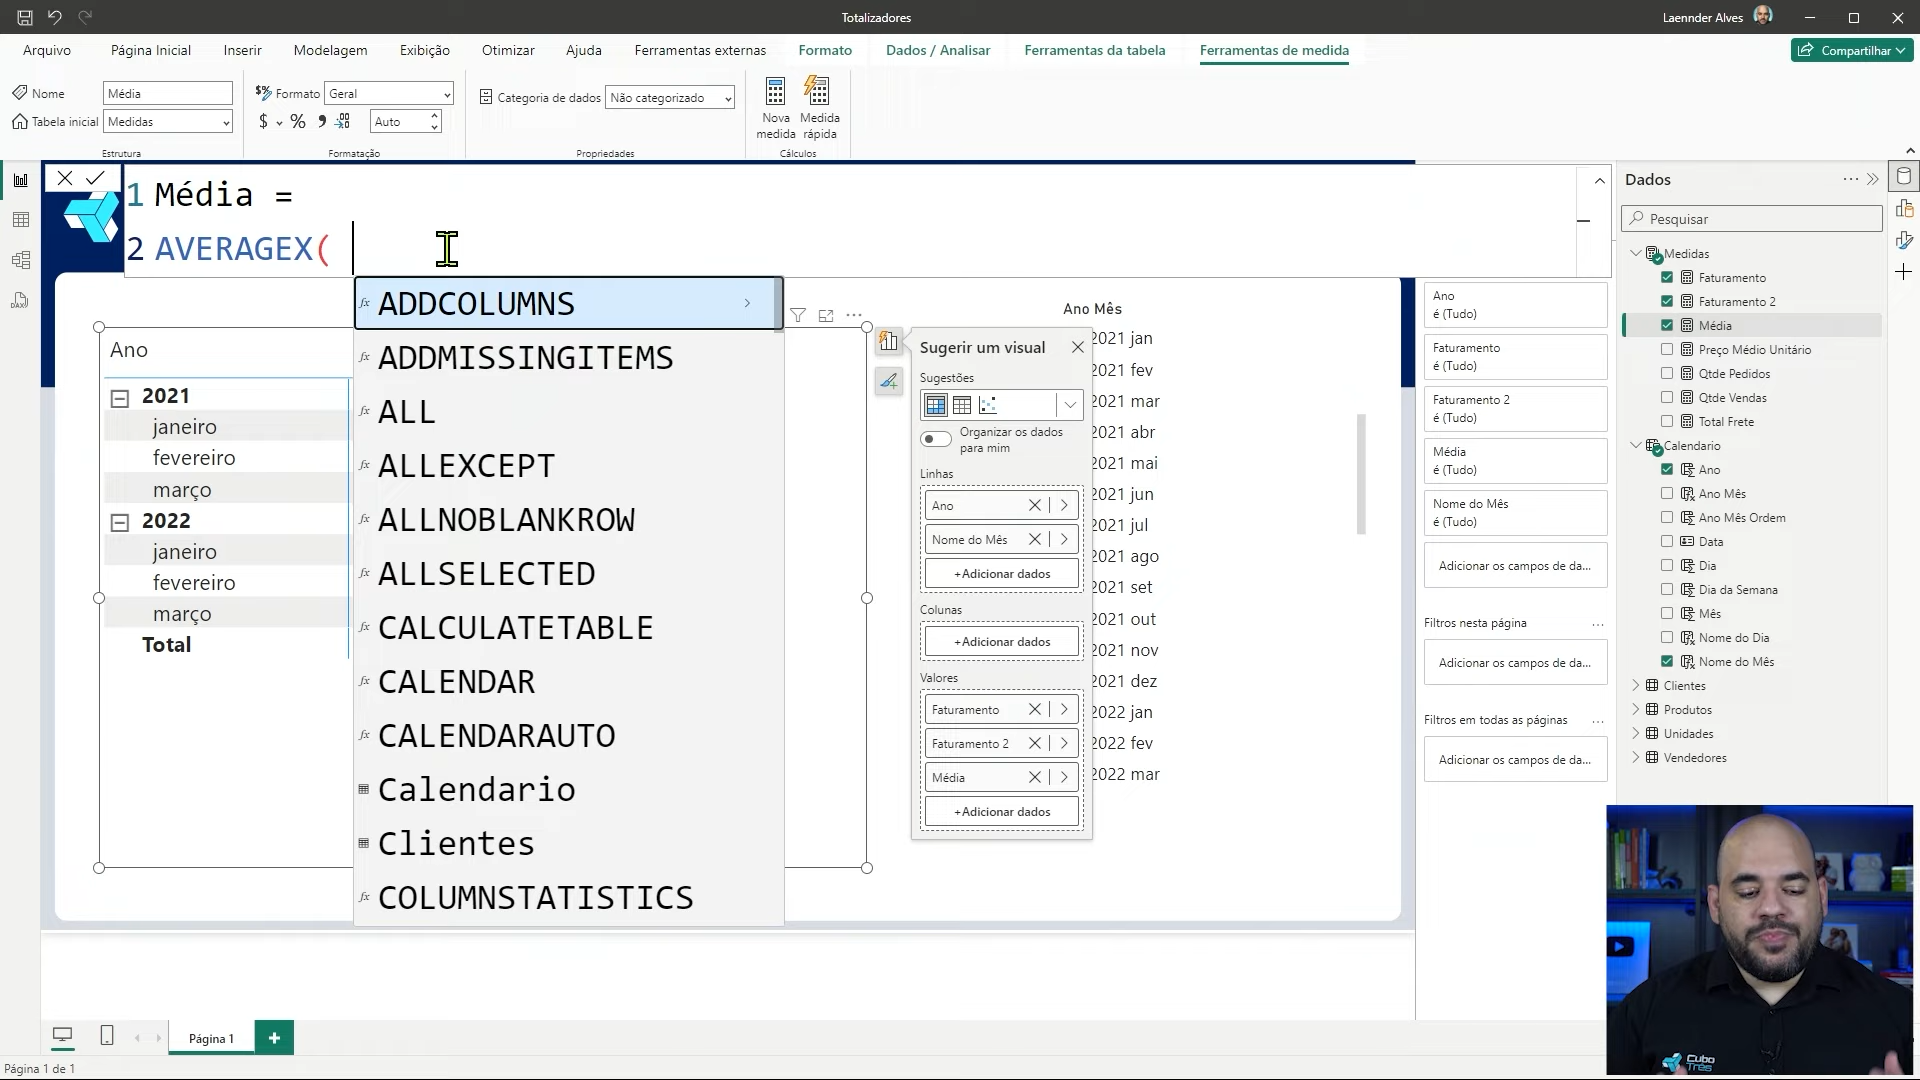 Totalizadores
Laennder Alves
Arquivo
Página Inicial
Inserir
Modelagem
Exibição
Otimizar
Ajuda
Ferramentas externas
Formato
Dados / Analisar
Ferramentas da tabela
Ferramentas de medida
Compartilhar
Nome
Média
Formato
Geral
Categoria de dados
Não categorizado
Nova
medida
Medida
rápida
Tabela inicial
Medidas
$ %
Auto
Estrutura
Formatação
Propriedades
Cálculos
1 Média =
2 AVERAGEX(
ADDCOLUMNS
ADDMISSINGITEMS
ALL
ALLEXCEPT
ALLNOBLANKROW
ALLSELECTED
CALCULATETABLE
CALENDAR
CALENDARAUTO
Calendario
Clientes
COLUMNSTATISTICS
Ano
2021
janeiro
fevereiro
março
2022
janeiro
fevereiro
março
Total
Sugerir um visual
Sugestões
Organizar os dados
para mim
Linhas
Ano
Nome do Mês
+Adicionar dados
Colunas
+Adicionar dados
Valores
Faturamento
Faturamento 2
Média
+Adicionar dados
Ano Mês
2021 jan
2021 fev
2021 mar
2021 abr
2021 mai
2021 jun
2021 jul
2021 ago
2021 set
2021 out
2021 nov
2021 dez
2022 jan
2022 fev
2022 mar
Ano
é (Tudo)
Faturamento
é (Tudo)
Faturamento 2
é (Tudo)
Média
é (Tudo)
Nome do Mês
é (Tudo)
Adicionar os campos de da...
Filtros nesta página
Adicionar os campos de da...
Filtros em todas as páginas
Adicionar os campos de da...
Dados
Pesquisar
Medidas
Faturamento
Faturamento 2
Média
Preço Médio Unitário
Qtde Pedidos
Qtde Vendas
Total Frete
Calendario
Ano
Ano Mês
Ano Mês Ordem
Data
Dia
Dia da Semana
Mês
Nome do Dia
Nome do Mês
Clientes
Produtos
Unidades
Vendedores
Cubo
Três
Página 1
Página 1 de 1